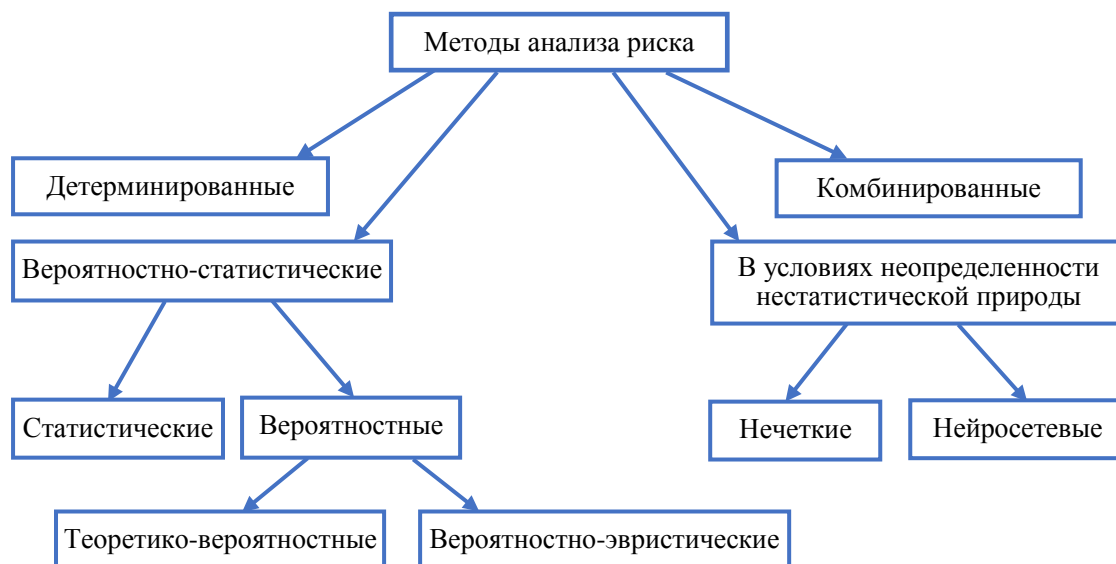 Методы анализа риска
Детерминированные
Комбинированные
Вероятностно-статистические
В условиях неопределенности
нестатистической природы
Статистические
Вероятностные
Нечеткие
Нейросетевые
Теоретико-вероятностные
Вероятностно-эвристические